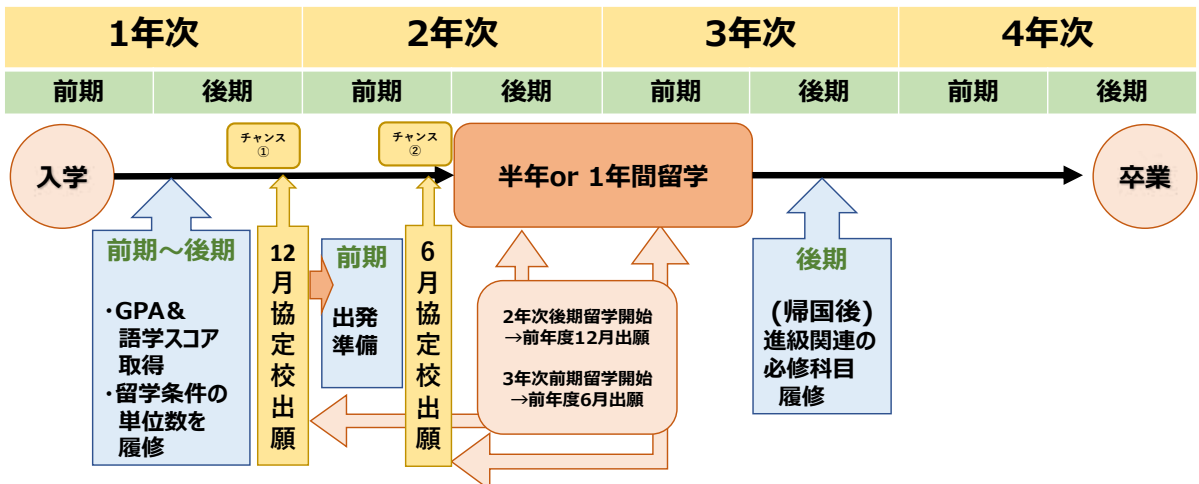 1年次
2年次
3年次
4年次
前期
後期
前期
後期
前期
後期
前期
後期
入学
チャンス
①
チャンス
②
半年or 1年間留学
卒業
前期～後期
・GPA＆
語学スコア
取得
・留学条件の
単位数を
履修
12月協定校出願
前期
出発
準備
6月協定校出願
2年次後期留学開始
→前年度12月出願
3年次前期留学開始
→前年度6月出願
後期
(帰国後)
進級関連の
必修科目
履修